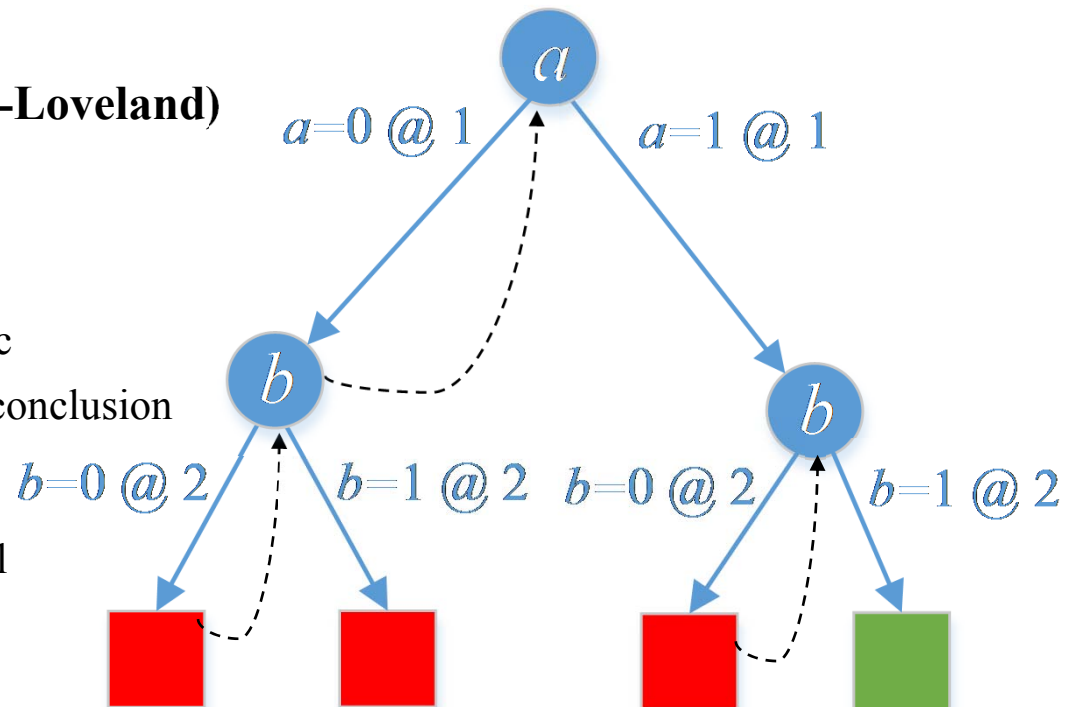 a
-Loveland)
a=0 @ 1
a=1 @ 1
c
conclusion
b
b
b=0 @ 2
b=1 @ 2
b=0 @ 2
b=1 @ 2